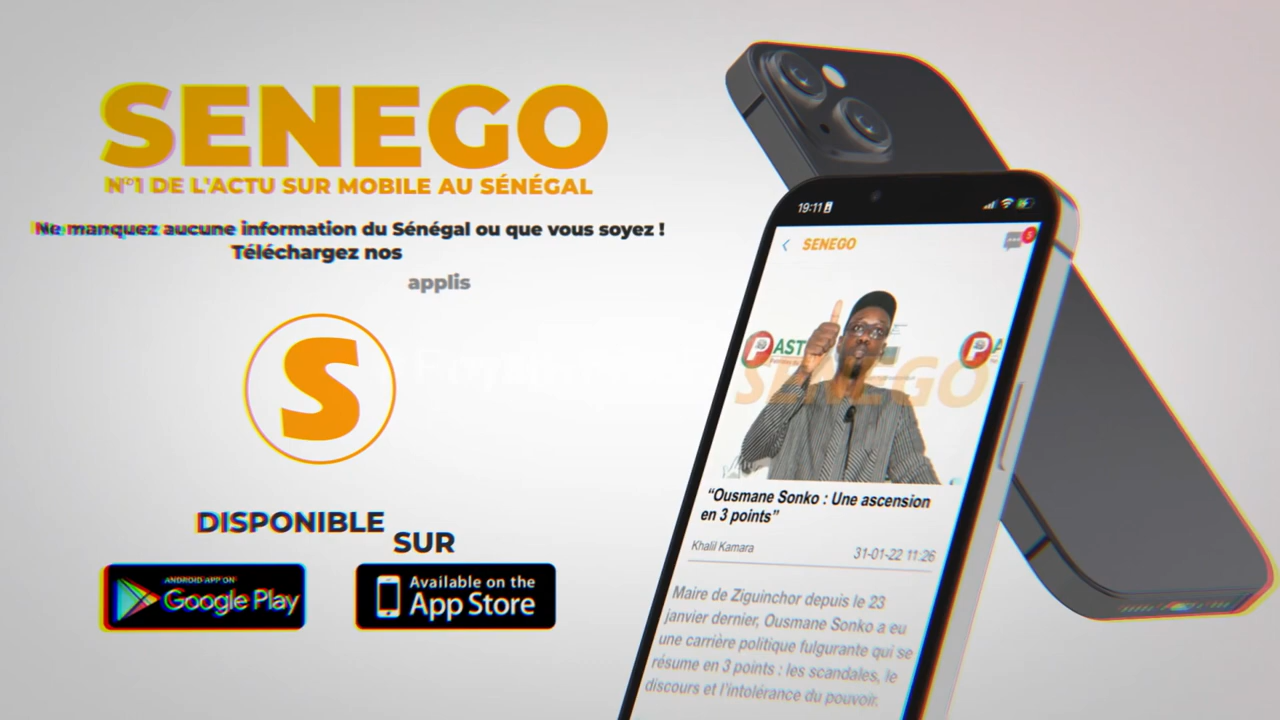 SENEGO
N°1 DE L'ACTU SUR MOBILE AU SÉNÉGAL
Ne manquez aucune information du Sénégal ou que vous soyez !
Téléchargez nos
applis
S
DISPONIBLE
SUR
ANDROID APP ON
Google Play
Available on the
App Store
19:11
SENEGO
5
PAST
PA
SENEGO
“Ousmane Sonko : Une ascension
en 3 points”
Khalil Kamara
31-01-22 11:26
Maire de Ziguinchor depuis le 23
janvier dernier, Ousmane Sonko a eu
une carrière politique fulgurante qui se
résume en 3 points : les scandales, le
discours et l'intolérance du pouvoir.